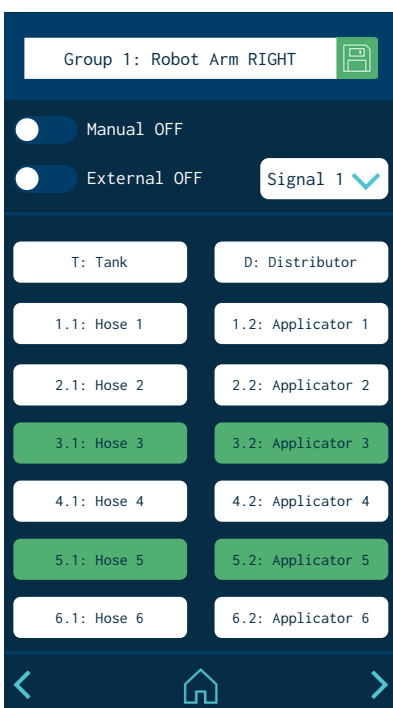 Group 1: Robot Arm RIGHT
Manual OFF
External OFF
Signal 1
T: Tank
D: Distributor
1.1: Hose 1
1.2: Applicator 1
2.1: Hose 2
2.2: Applicator 2
3.1: Hose 3
3.2: Applicator 3
4.1: Hose 4
4.2: Applicator 4
5.1: Hose 5
5.2: Applicator 5
6.1: Hose 6
6.2: Applicator 6